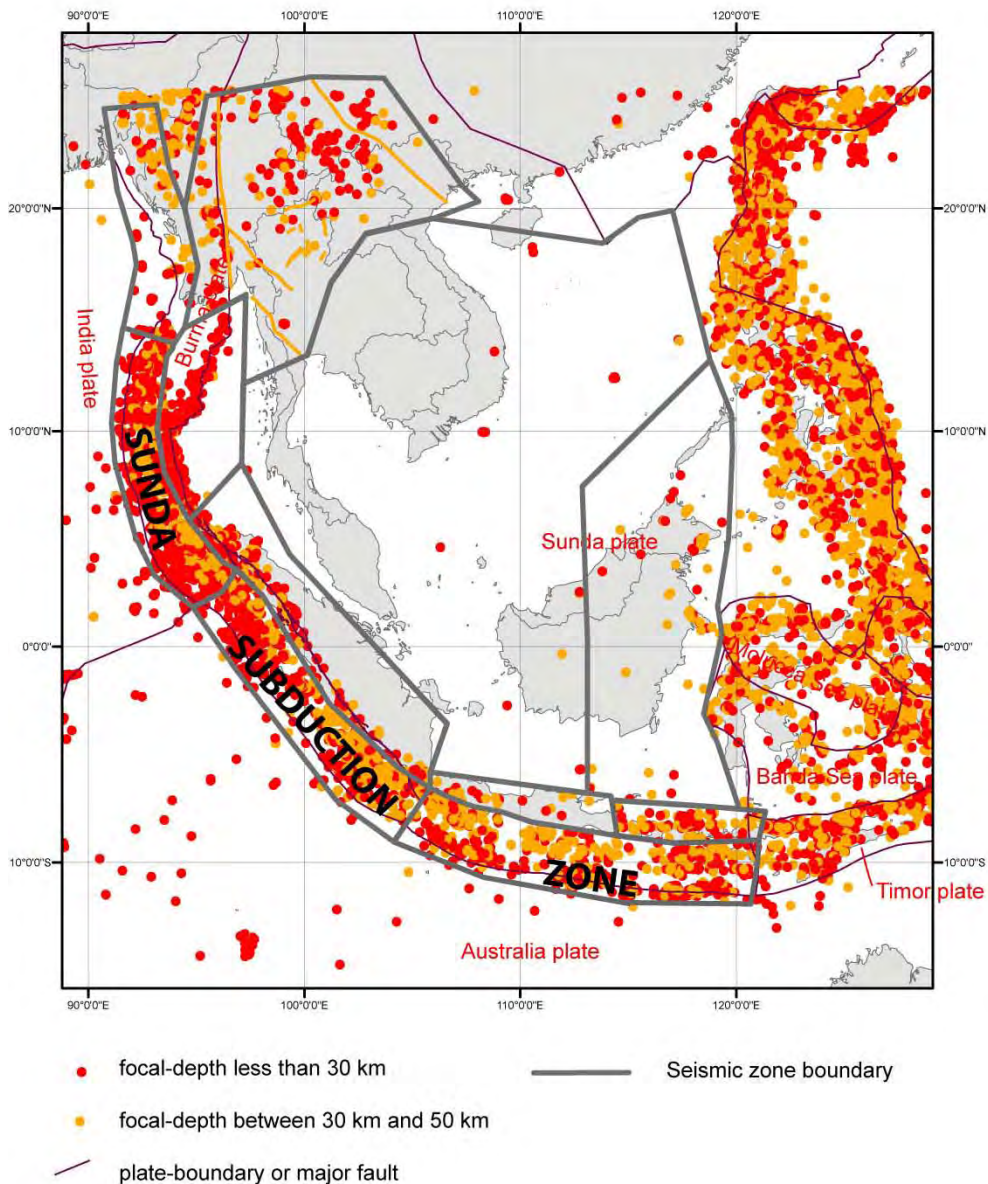 90°0'0"E
100°0'0"E
110°0'0"E
120°0'0"E
20°0'0"N
20°0'0"N
India plate
SUNDA
10°0'0"N
10°0'0"N
Sunda plate
SUBDUCTION
0°0'0"
0°0'0"
Molucca Sea plate
Banda Sea plate
10°0'0"S
ZONE
10°0'0"S
Timor plate
Australia plate
90°0'0"E
100°0'0"E
110°0'0"E
120°0'0"E
focal-depth less than 30 km
Seismic zone boundary
focal-depth between 30 km and 50 km
plate-boundary or major fault